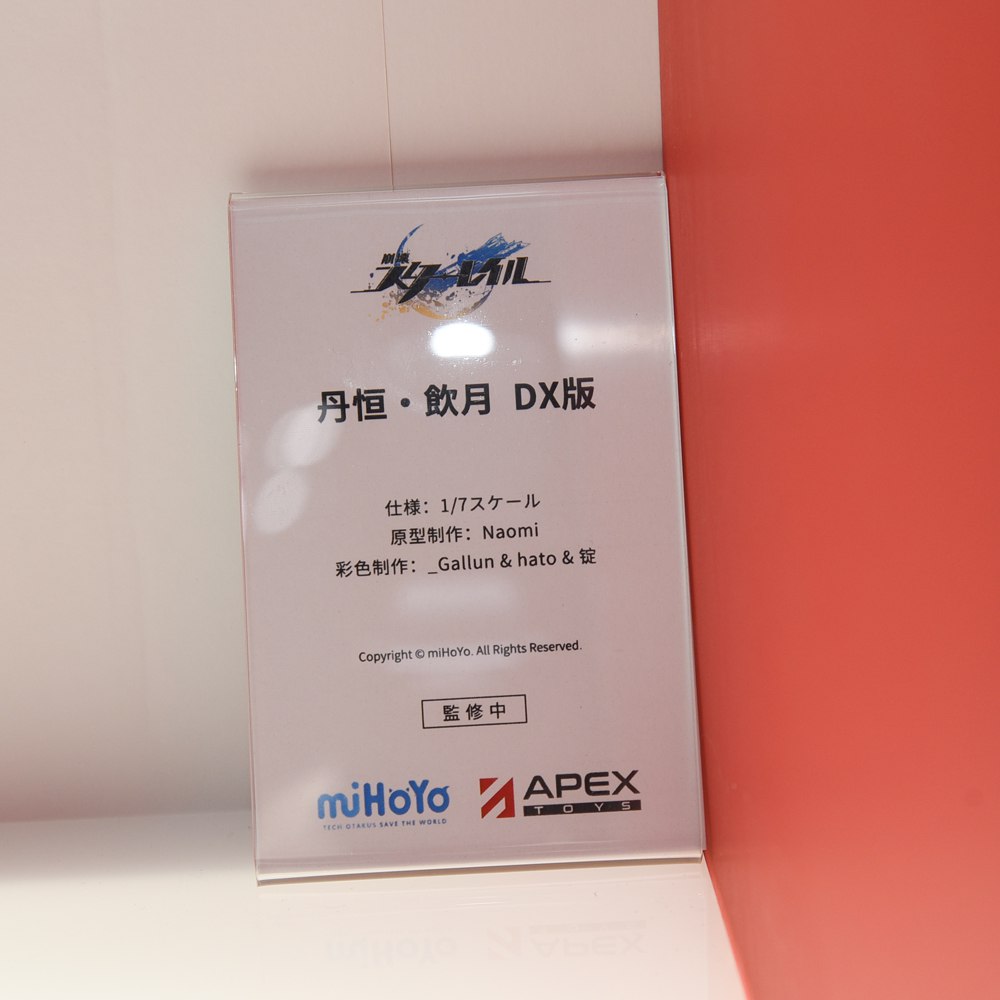 崩壊
スターレイル
丹恒・飲月 DX版
仕様：1/7スケール
原型制作：Naomi
彩色制作：_Gallun & hato & 锭
Copyright © miHoYo. All Rights Reserved.
監修中
miHoYo
TECH OTAKUS SAVE THE WORLD
APEX
TOYS